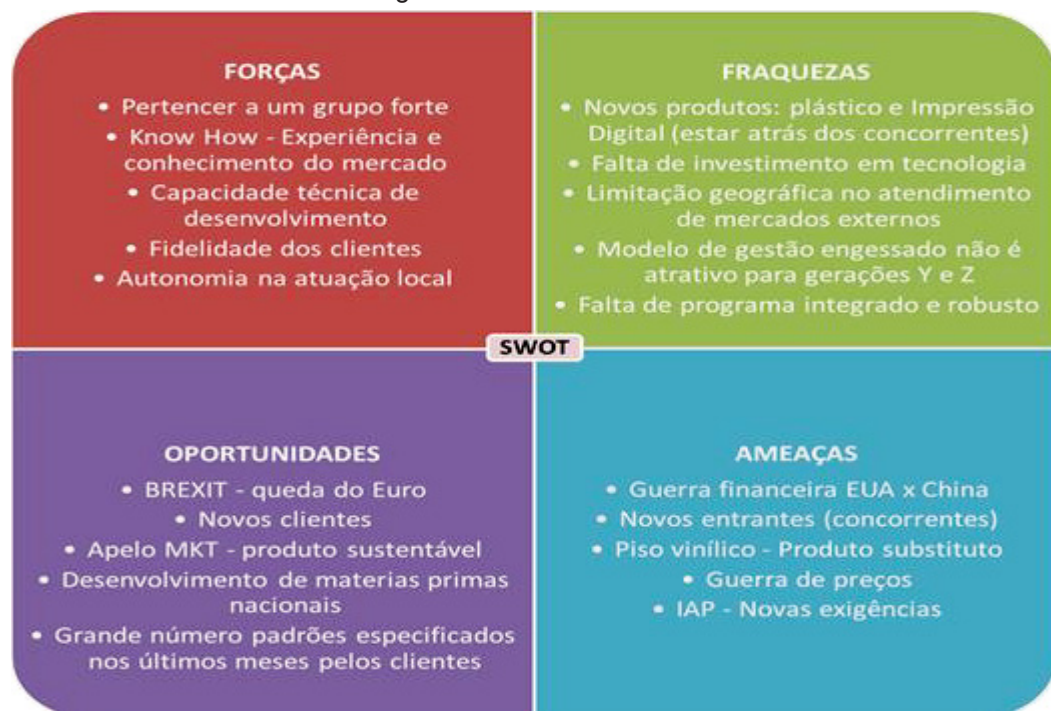 FORÇAS
• Pertencer a um grupo forte
• Know How - Experiência e
conhecimento do mercado
• Capacidade técnica de
desenvolvimento
• Fidelidade dos clientes
• Autonomia na atuação local
FRAQUEZAS
• Novos produtos: plástico e Impressão
Digital (estar atrás dos concorrentes)
• Falta de investimento em tecnologia
• Limitação geográfica no atendimento
de mercados externos
• Modelo de gestão engessado não é
atrativo para gerações Y e Z
• Falta de programa integrado e robusto
SWOT
OPORTUNIDADES
• BREXIT - queda do Euro
• Novos clientes
• Apelo MKT - produto sustentável
• Desenvolvimento de materias primas
nacionais
• Grande número padrões especificados
nos últimos meses pelos clientes
AMEAÇAS
• Guerra financeira EUA x China
• Novos entrantes (concorrentes)
• Piso vinílico - Produto substituto
• Guerra de preços
• IAP - Novas exigências